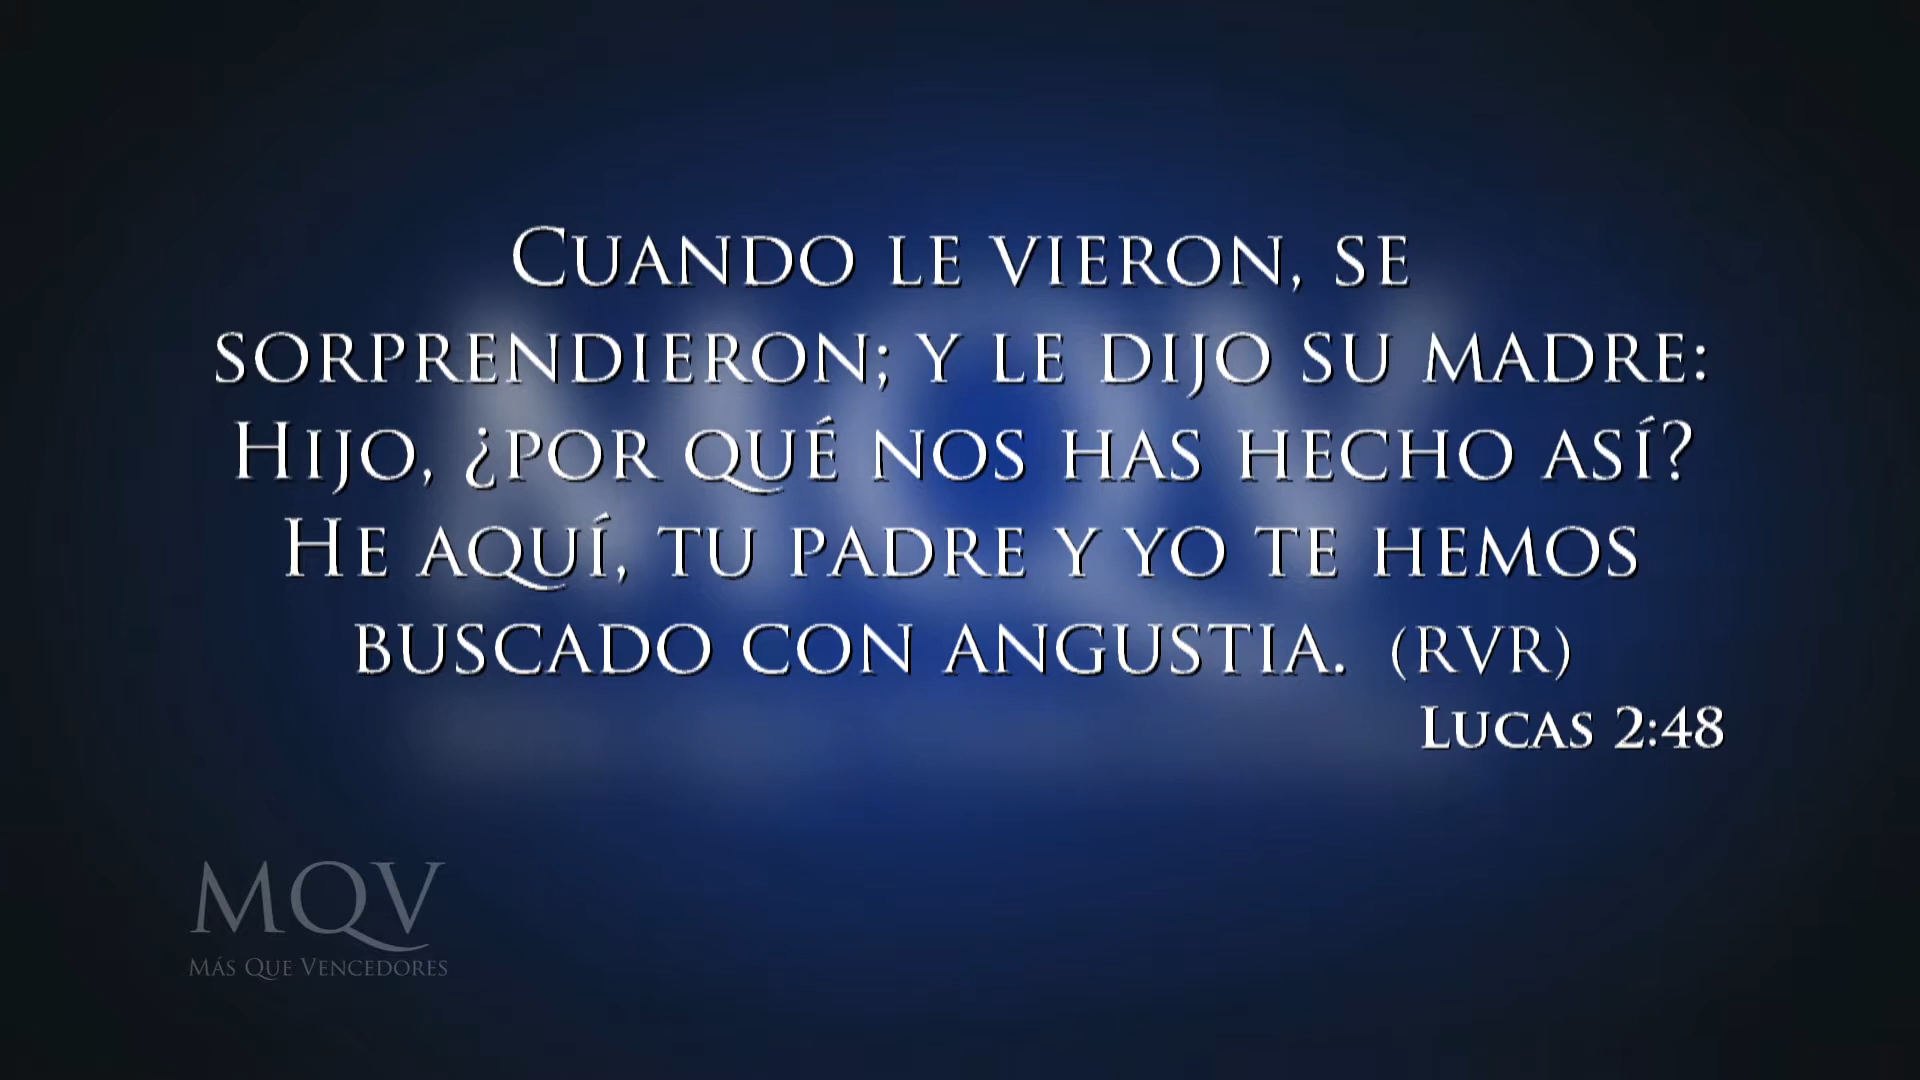 Cuando le vieron, se
sorprendieron; y le dijo su madre:
Hijo, ¿por qué nos has hecho así?
He aquí, tu padre y yo te hemos
buscado con angustia. (RVR)
Lucas 2:48
MQV
Más Que Vencedores